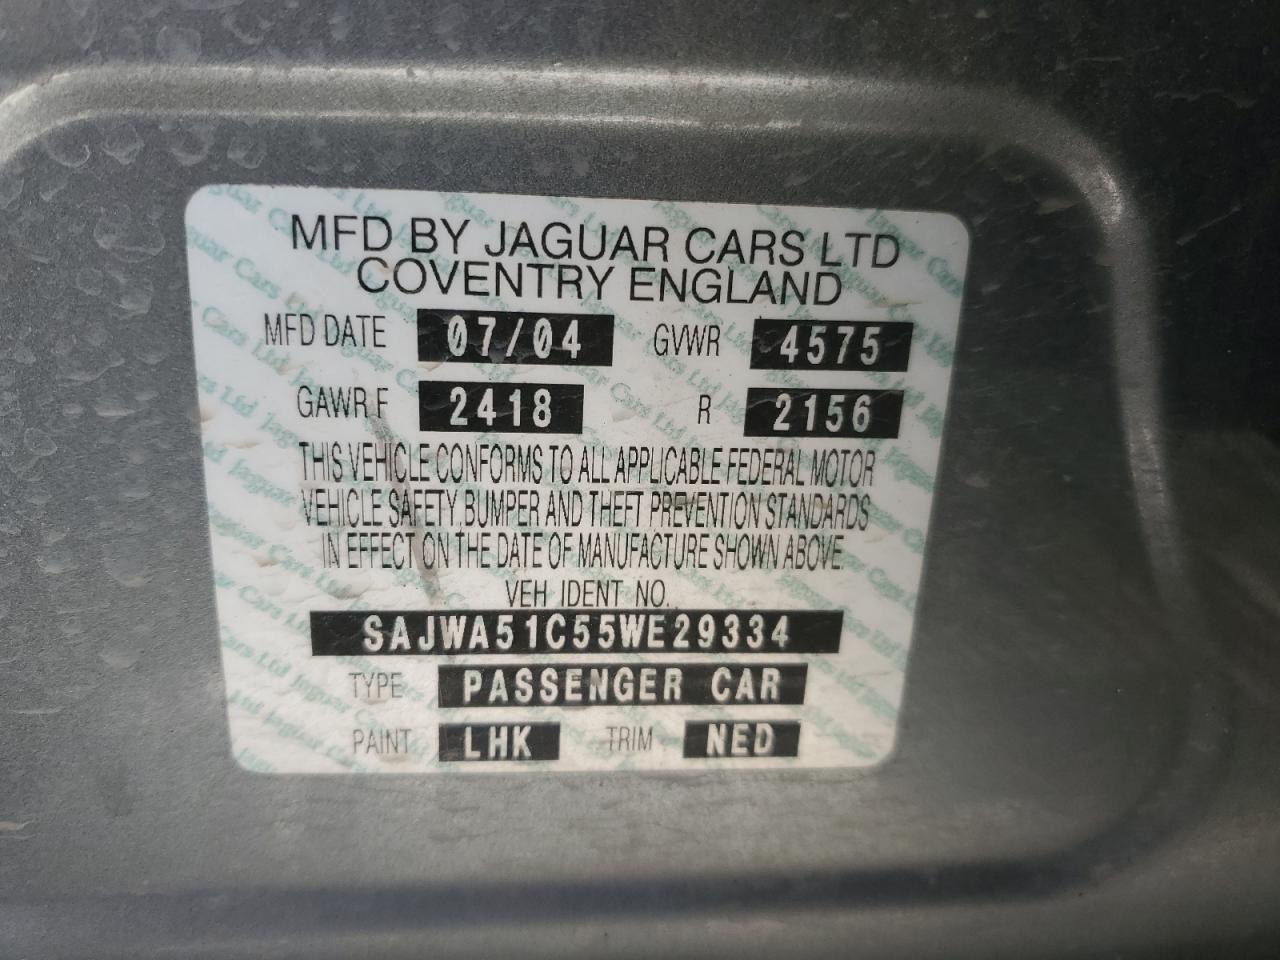 MFD BY JAGUAR CARS LTD
COVENTRY ENGLAND
MFD DATE 07/04 GVWR 4575
GAWR F 2418 R 2156
THIS VEHICLE CONFORMS TO ALL APPLICABLE FEDERAL MOTOR
VEHICLE SAFETY, BUMPER AND THEFT PREVENTION STANDARDS
IN EFFECT ON THE DATE OF MANUFACTURE SHOWN ABOVE.
VEH IDENT NO.
SAJWA51C55WE29334
TYPE PASSENGER CAR
PAINT LHK TRIM NED